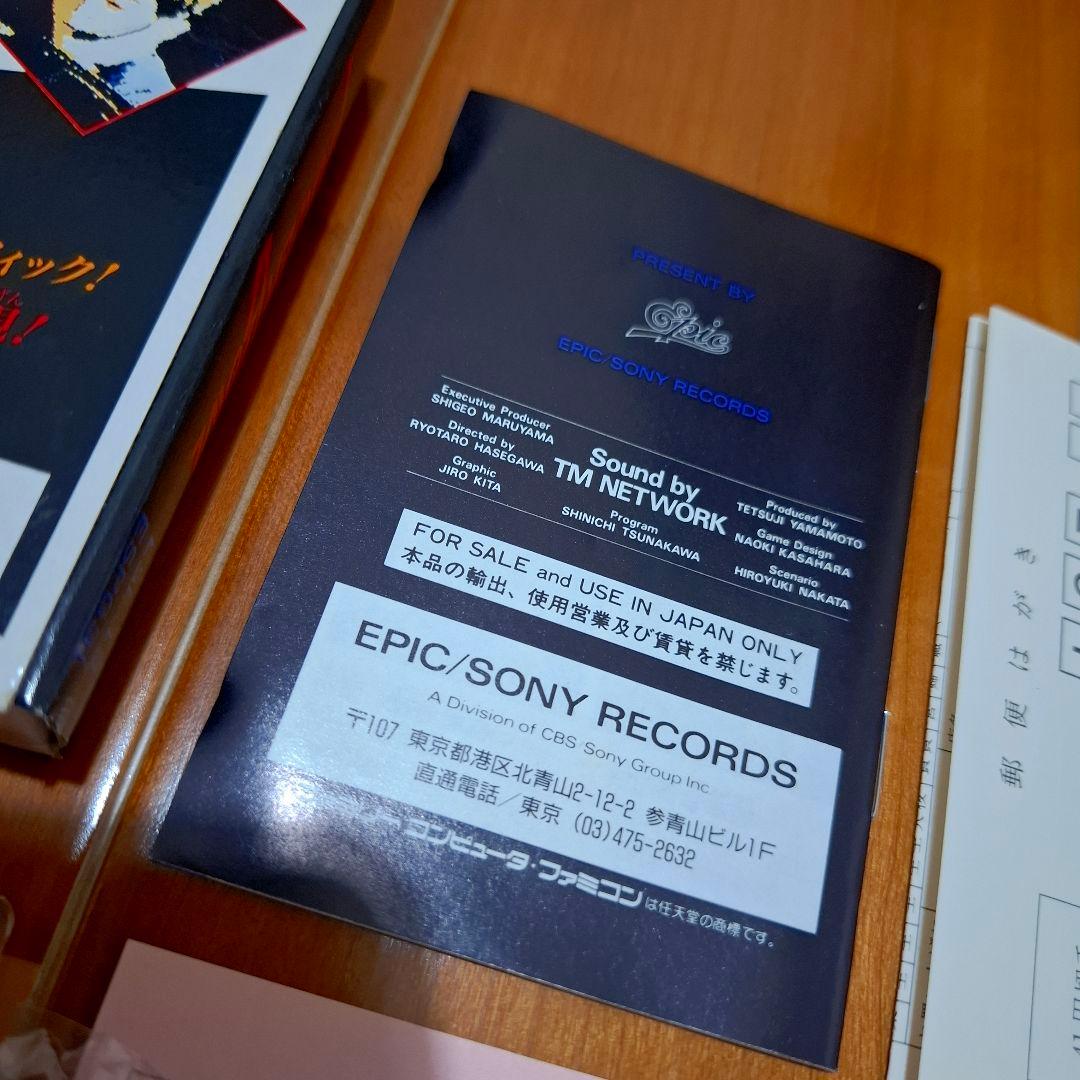 PRESENT BY
Epic
EPIC/SONY RECORDS
Executive Producer
SHIGEO MARUYAMA
Directed by
RYOTARO HASEGAWA
Graphic
JIRO KITA
Sound by
TM NETWORK
Program
SHINICHI TSUNAKAWA
Produced by
TETSUJI YAMAMOTO
Game Design
NAOKI KASAHARA
Scenario
HIROYUKI NAKATA
FOR SALE and USE IN JAPAN ONLY
本品の輸出、使用営業及び賃貸を禁じます。
EPIC/SONY RECORDS
A Division of CBS Sony Group Inc
〒107 東京都港区北青山2-12-2 参青山ビル1F
直通電話/東京 (03)475-2632
コンピュータ・ファミコンは任天堂の商標です。
ィック!
郵便はがき